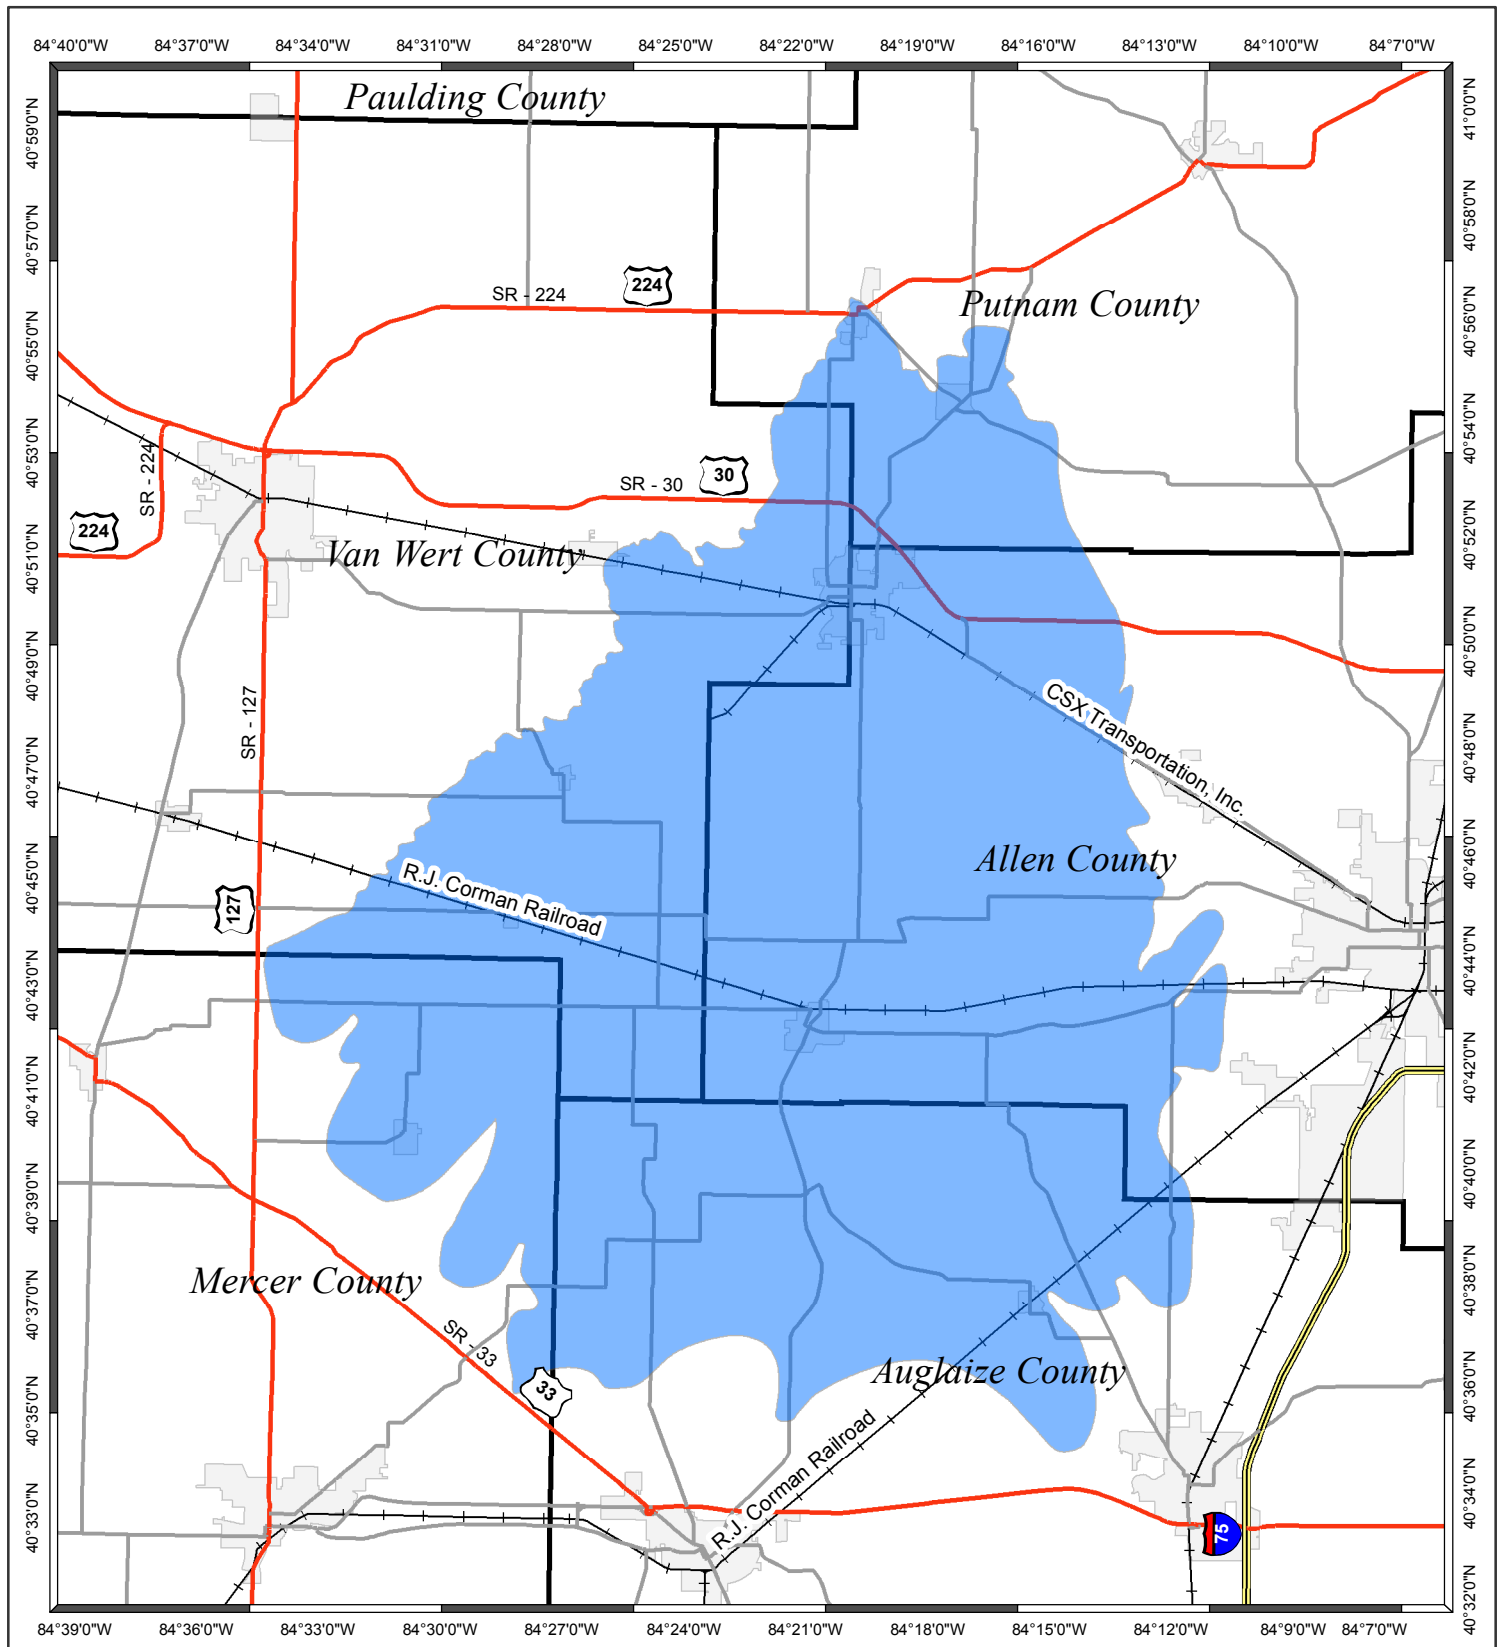 84°40'0"W 84°37'0"W 84°34'0"W 84°31'0"W 84°28'0"W 84°25'0"W 84°22'0"W 84°19'0"W 84°16'0"W 84°13'0"W 84°10'0"W 84°7'0"W
Paulding County
40°59'0"N
41°0'0"N
40°58'0"N
40°57'0"N
224
SR - 224
Putnam County
40°56'0"N
40°55'0"N
40°54'0"N
40°53'0"N
SR - 224
SR - 30
30
224
40°52'0"N
40°51'0"N
Van Wert County
40°50'0"N
40°49'0"N
SR - 127
CSX Transportation, Inc.
40°48'0"N
40°47'0"N
Allen County
40°46'0"N
40°45'0"N
R.J. Corman Railroad
127
40°44'0"N
40°43'0"N
40°42'0"N
40°41'0"N
40°40'0"N
40°39'0"N
Mercer County
40°38'0"N
40°37'0"N
SR - 33
Auglaize County
40°36'0"N
33
40°35'0"N
R.J. Corman Railroad
40°34'0"N
40°33'0"N
75
40°32'0"N
84°39'0"W 84°36'0"W 84°33'0"W 84°30'0"W 84°27'0"W 84°24'0"W 84°21'0"W 84°18'0"W 84°15'0"W 84°12'0"W 84°9'0"W 84°7'0"W